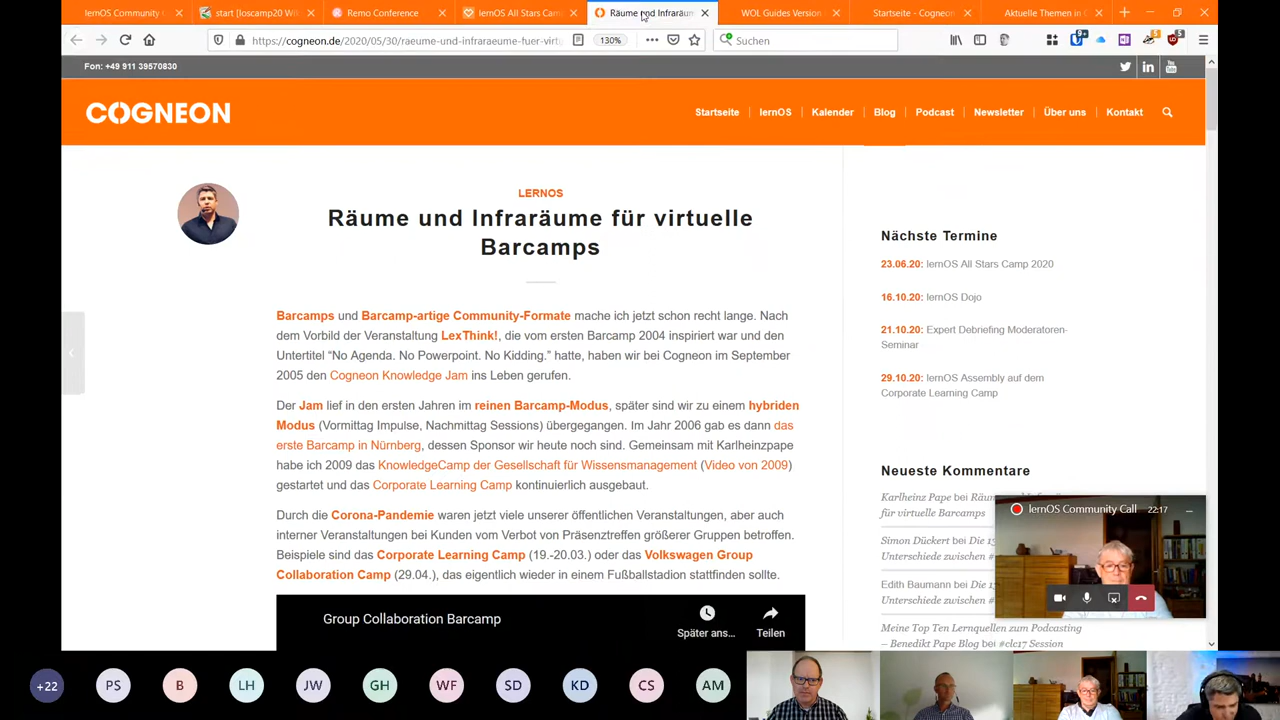 lernOS Community C
start [loscamp20 Wiki
Remo Conference
lernOS All Stars Camp
Räume und Infraräum
WOL Guides Version
Startseite - Cogneon
Aktuelle Themen in C
https://cogneon.de/2020/05/30/raeume-und-infraraeume-fuer-virtu
130%
Suchen
Fon: +49 911 39570830
COGNEON
Startseite
lernOS
Kalender
Blog
Podcast
Newsletter
Über uns
Kontakt
LERNOS
Räume und Infraräume für virtuelle
Barcamps
Barcamps und Barcamp-artige Community-Formate mache ich jetzt schon recht lange. Nach
dem Vorbild der Veranstaltung LexThink!, die vom ersten Barcamp 2004 inspiriert war und den
Untertitel “No Agenda. No Powerpoint. No Kidding.” hatte, haben wir bei Cogneon im September
2005 den Cogneon Knowledge Jam ins Leben gerufen.
Der Jam lief in den ersten Jahren im reinen Barcamp-Modus, später sind wir zu einem hybriden
Modus (Vormittag Impulse, Nachmittag Sessions) übergegangen. Im Jahr 2006 gab es dann das
erste Barcamp in Nürnberg, dessen Sponsor wir heute noch sind. Gemeinsam mit Karlheinzpape
habe ich 2009 das KnowledgeCamp der Gesellschaft für Wissensmanagement (Video von 2009)
gestartet und das Corporate Learning Camp kontinuierlich ausgebaut.
Durch die Corona-Pandemie waren jetzt viele unserer öffentlichen Veranstaltungen, aber auch
interner Veranstaltungen bei Kunden vom Verbot von Präsenztreffen größerer Gruppen betroffen.
Beispiele sind das Corporate Learning Camp (19.-20.03.) oder das Volkswagen Group
Collaboration Camp (29.04.), das eigentlich wieder in einem Fußballstadion stattfinden sollte.
Group Collaboration Barcamp
Später ans...
Teilen
Nächste Termine
23.06.20: lernOS All Stars Camp 2020
16.10.20: lernOS Dojo
21.10.20: Expert Debriefing Moderatoren-
Seminar
29.10.20: lernOS Assembly auf dem
Corporate Learning Camp
Neueste Kommentare
Karlheinz Pape bei
für virtuelle Barcamps
Simon Dückert bei Die 13
Unterschiede zwischen #
Edith Baumann bei Die
Unterschiede zwischen #
Meine Top Ten Lernquellen zum Podcasting
– Benedikt Pape Blog bei #clc17 Session
lernOS Community Call
22:17
+22
PS
B
LH
JW
GH
WF
SD
KD
CS
AM